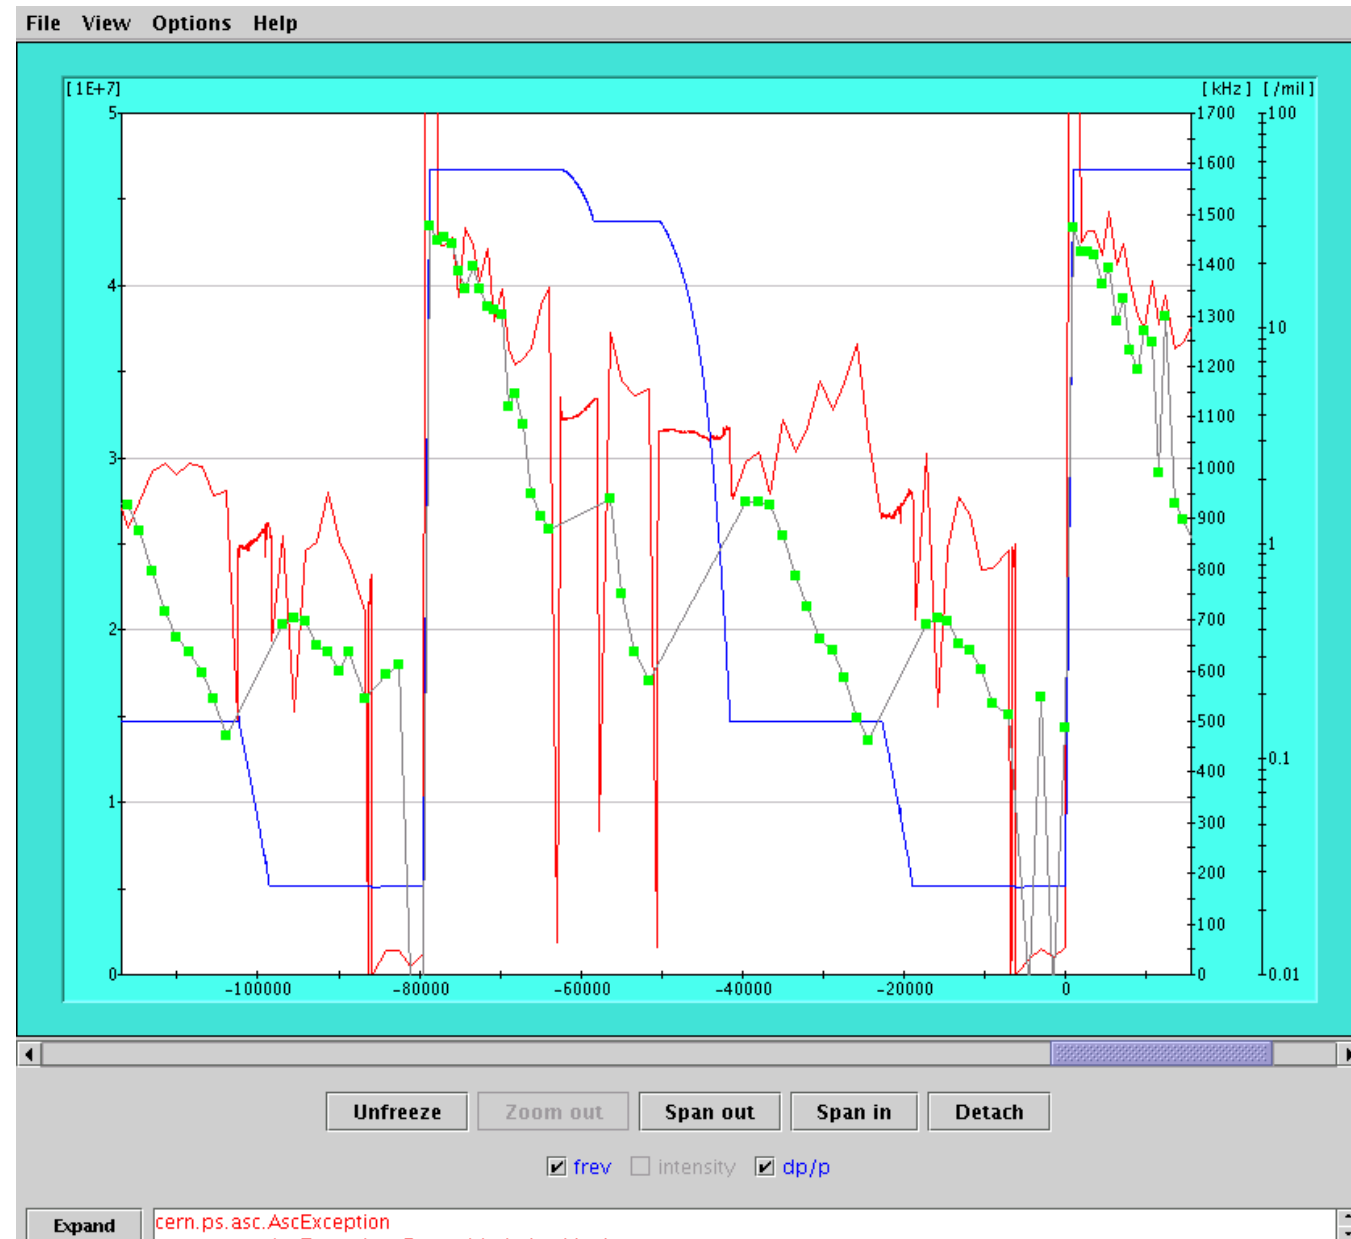 File View Options Help
[1E+7] [kHz] [/mil]
5 1700 100
1600
1500
1400
4
1300 10
1200
1100
3 1000
900
1
800
2 700
600
500
0.1
400
1
300
200
100
0 0 0.01
-100000 -80000 -60000 -40000 -20000 0
Unfreeze Zoom out Span out Span in Detach
frev intensity dp/p
Expand cern.ps.asc.AscException